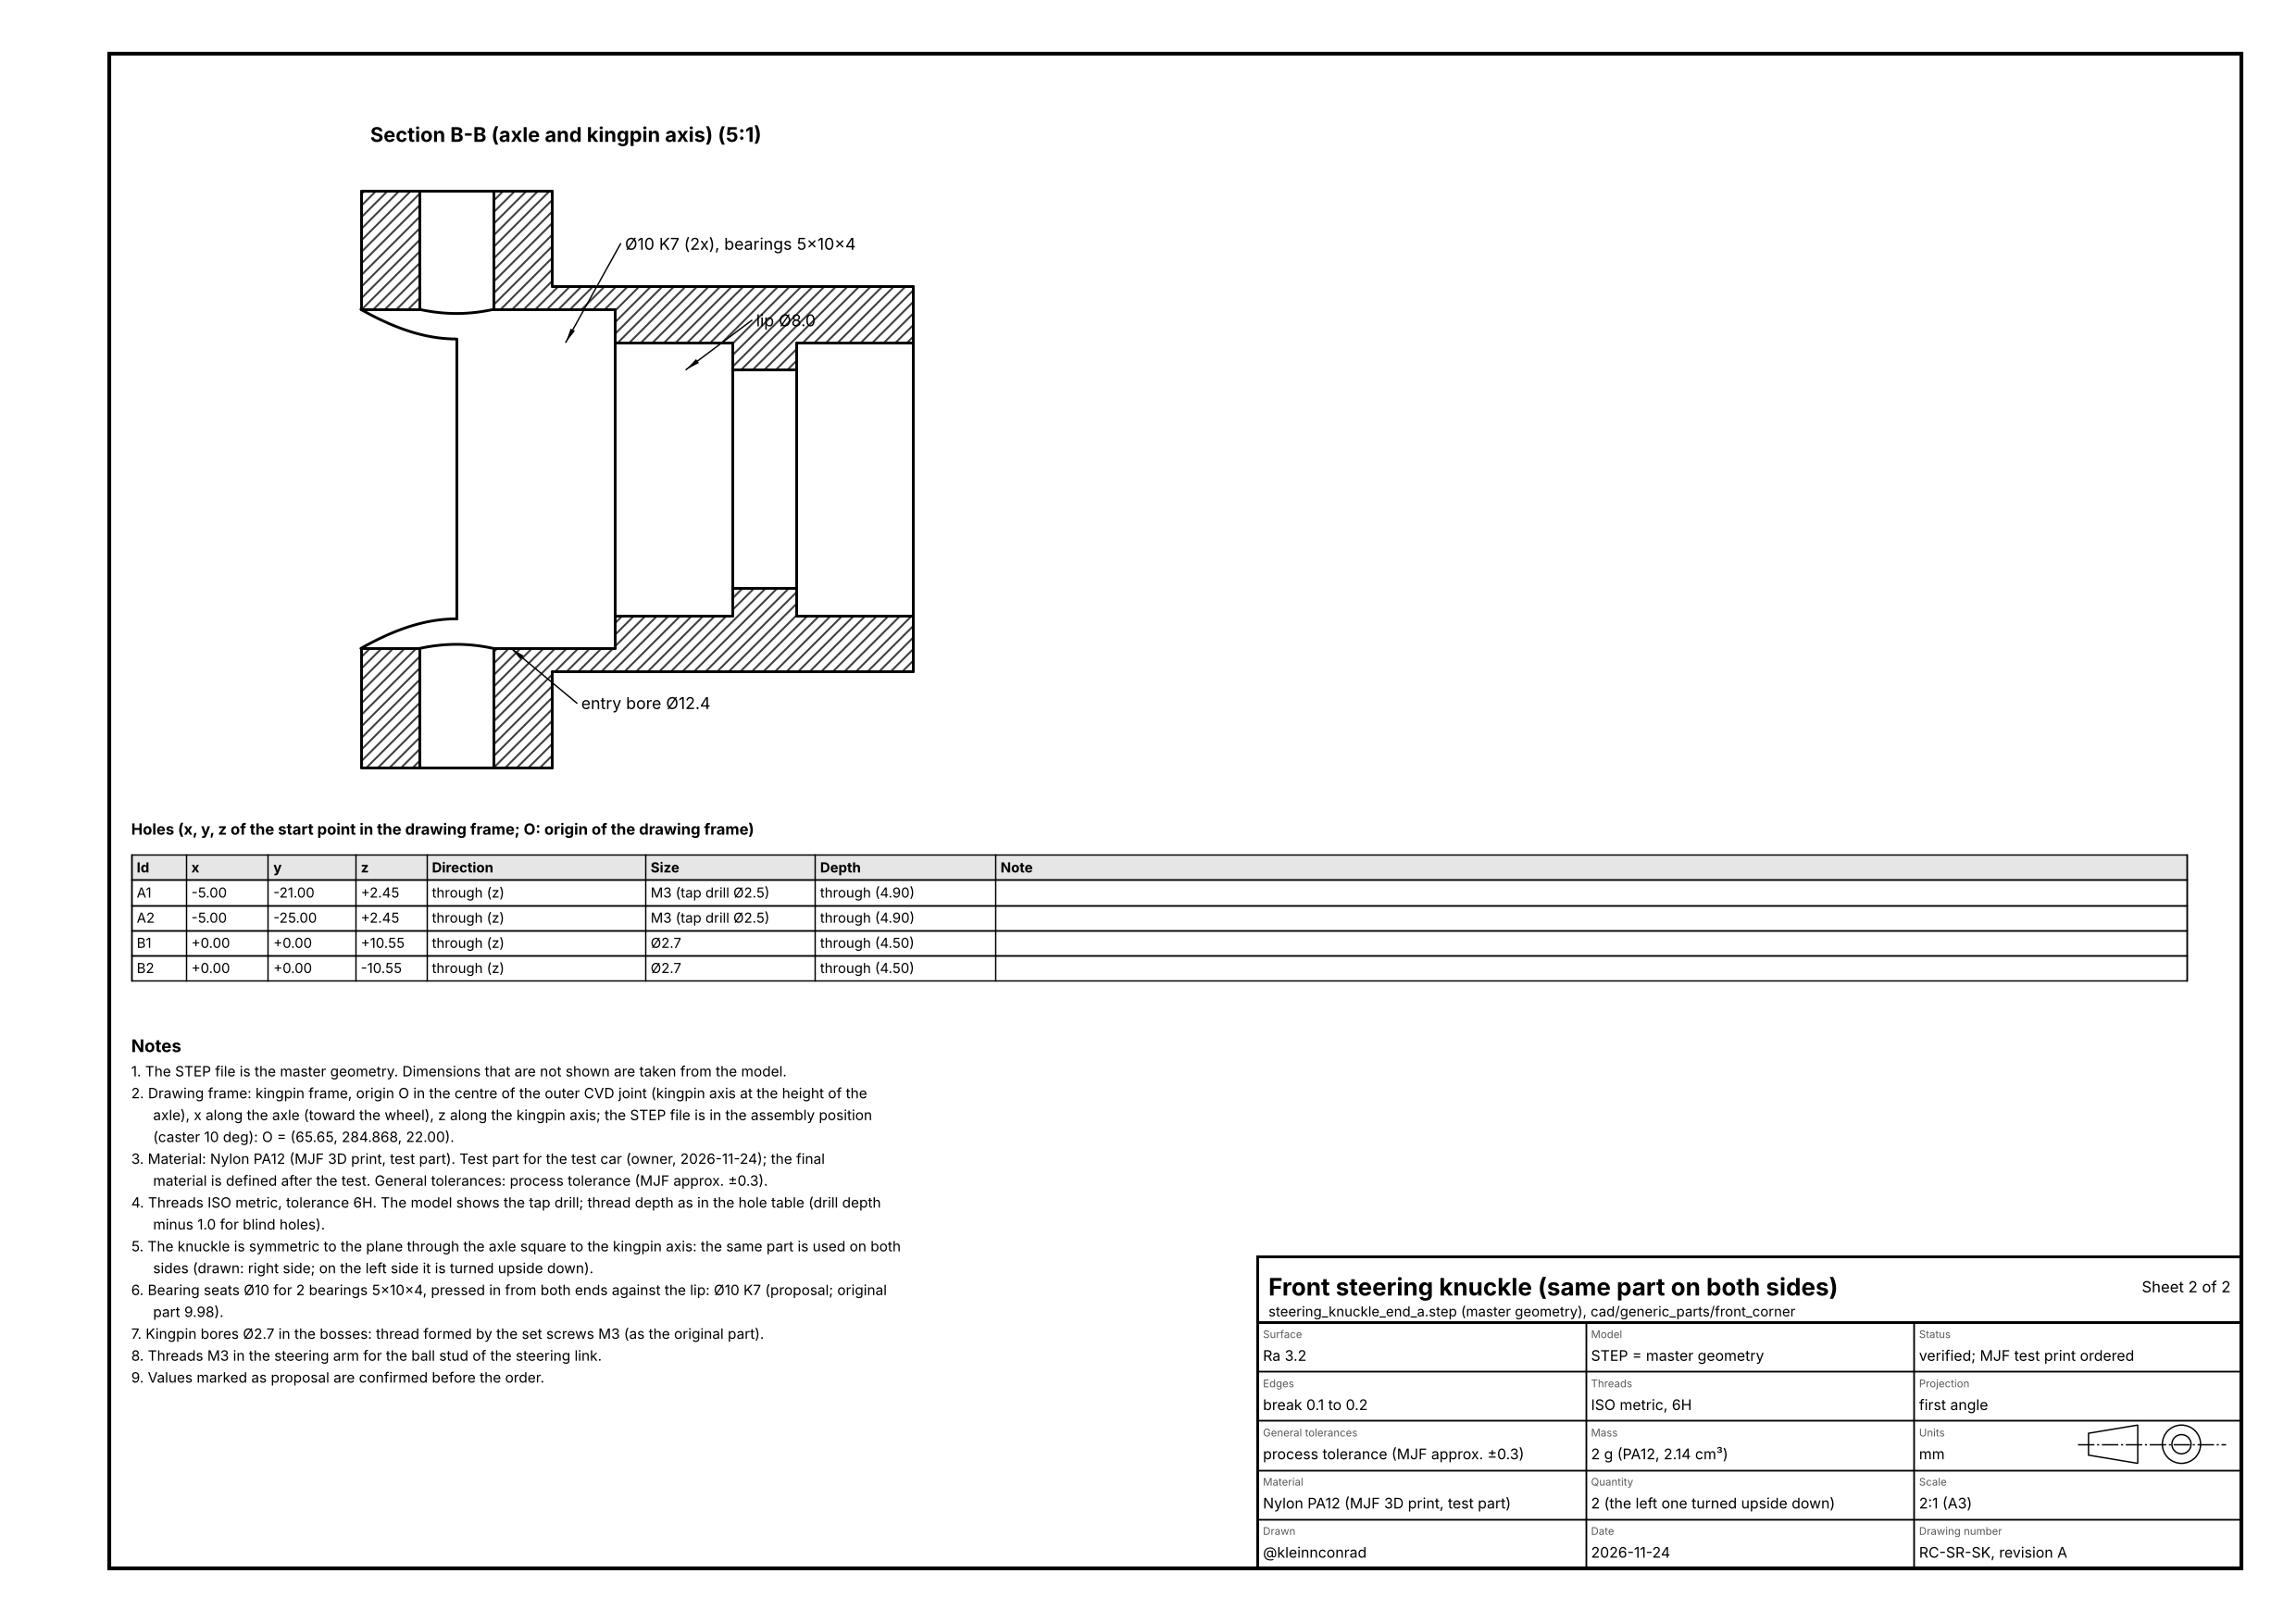 Section B-B (axle and kingpin axis) (5:1)
Ø10 K7 (2x), bearings 5×10×4
lip Ø8.0
entry bore Ø12.4
Holes (x, y, z of the start point in the drawing frame; O: origin of the drawing frame)
Id x y z Direction Size Depth Note
A1 -5.00 -21.00 +2.45 through (z) M3 (tap drill Ø2.5) through (4.90)
A2 -5.00 -25.00 +2.45 through (z) M3 (tap drill Ø2.5) through (4.90)
B1 +0.00 +0.00 +10.55 through (z) Ø2.7 through (4.50)
B2 +0.00 +0.00 -10.55 through (z) Ø2.7 through (4.50)
Notes
1. The STEP file is the master geometry. Dimensions that are not shown are taken from the model.
2. Drawing frame: kingpin frame, origin O in the centre of the outer CVD joint (kingpin axis at the height of the
axle), x along the axle (toward the wheel), z along the kingpin axis; the STEP file is in the assembly position
(caster 10 deg): O = (65.65, 284.868, 22.00).
3. Material: Nylon PA12 (MJF 3D print, test part). Test part for the test car (owner, 2026-11-24); the final
material is defined after the test. General tolerances: process tolerance (MJF approx. ±0.3).
4. Threads ISO metric, tolerance 6H. The model shows the tap drill; thread depth as in the hole table (drill depth
minus 1.0 for blind holes).
5. The knuckle is symmetric to the plane through the axle square to the kingpin axis: the same part is used on both
sides (drawn: right side; on the left side it is turned upside down).
6. Bearing seats Ø10 for 2 bearings 5×10×4, pressed in from both ends against the lip: Ø10 K7 (proposal; original
part 9.98).
7. Kingpin bores Ø2.7 in the bosses: thread formed by the set screws M3 (as the original part).
8. Threads M3 in the steering arm for the ball stud of the steering link.
9. Values marked as proposal are confirmed before the order.
Front steering knuckle (same part on both sides) Sheet 2 of 2
steering_knuckle_end_a.step (master geometry), cad/generic_parts/front_corner
Surface Model Status
Ra 3.2 STEP = master geometry verified; MJF test print ordered
Edges Threads Projection
break 0.1 to 0.2 ISO metric, 6H first angle
General tolerances Mass Units
process tolerance (MJF approx. ±0.3) 2 g (PA12, 2.14 cm³) mm
Material Quantity Scale
Nylon PA12 (MJF 3D print, test part) 2 (the left one turned upside down) 2:1 (A3)
Drawn Date Drawing number
@kleinnconrad 2026-11-24 RC-SR-SK, revision A